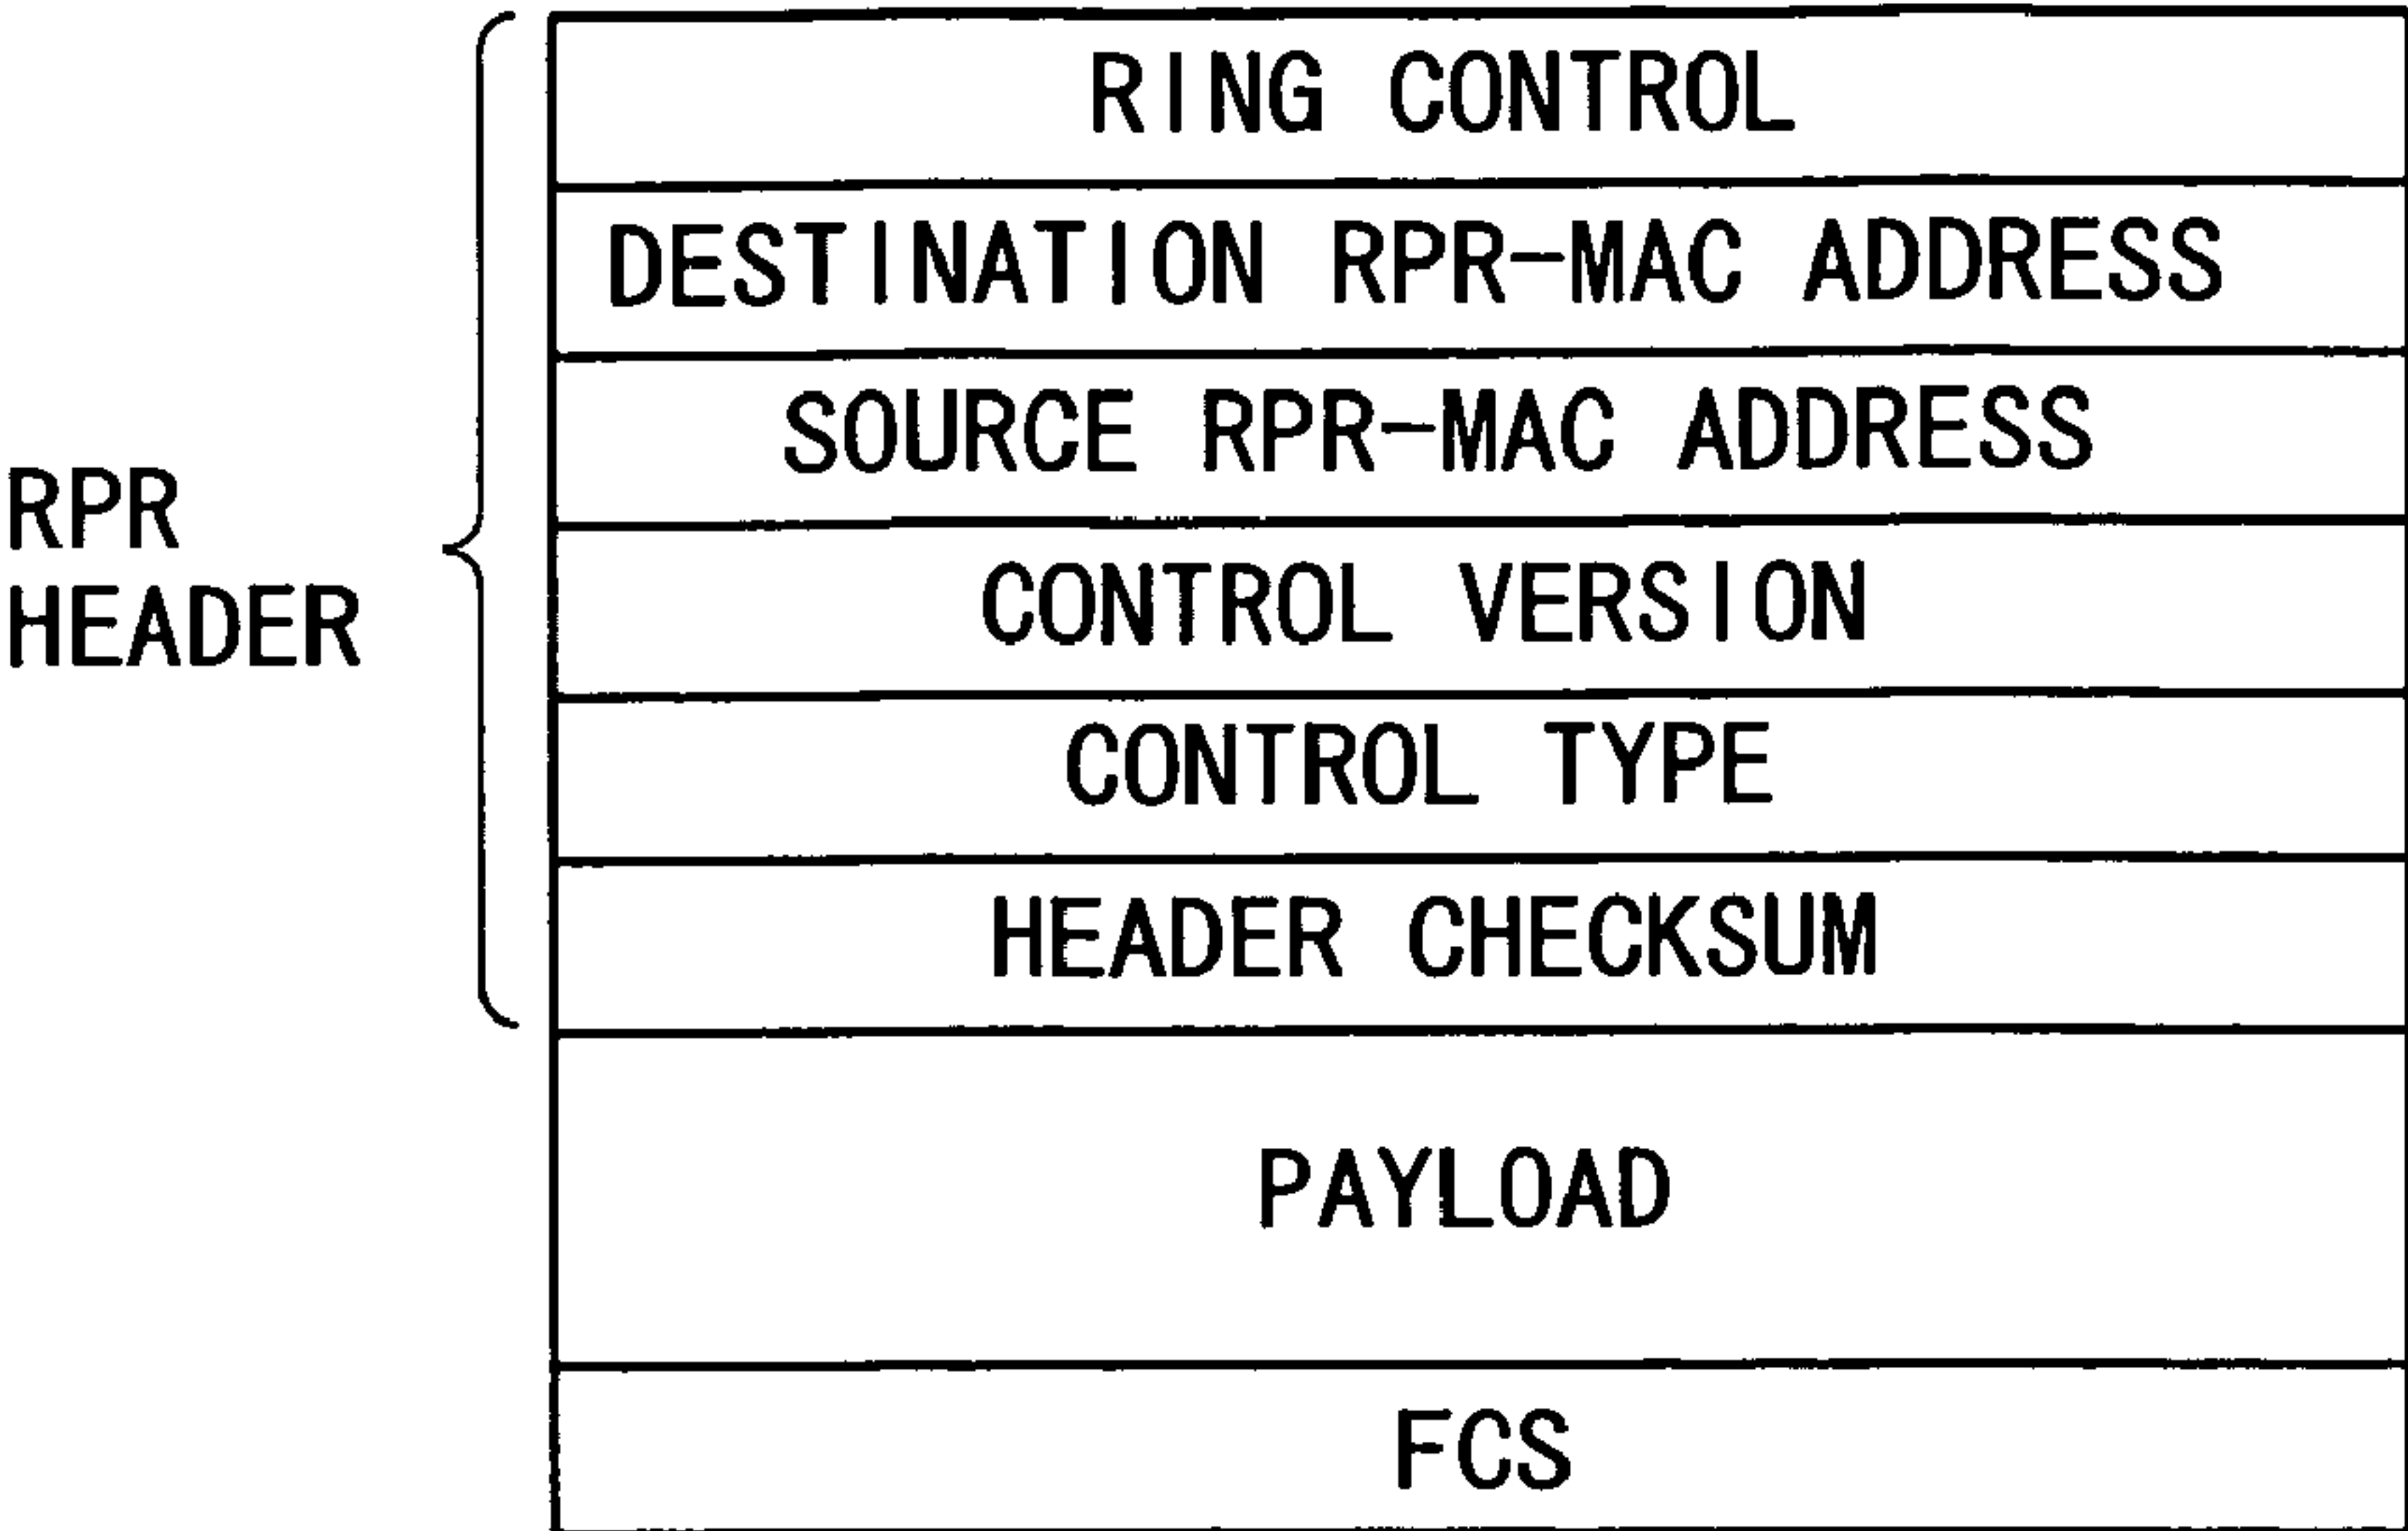 RING CONTROL
DESTINATION RPR-MAC ADDRESS
SOURCE RPR-MAC ADDRESS
RPR
HEADER
CONTROL VERSION
CONTROL TYPE
HEADER CHECKSUM
PAYLOAD
FCS